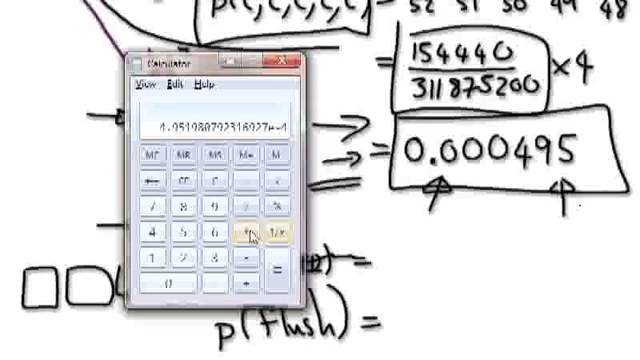 p(c,c,c,c,c) = 52 51 50 49 48
= 154440 / 311875200 × 4
Calculator
View Edit Help
= 0.000495
4.951980792316927e-4
MC MR MS M+ M-
← CE C
7 8 9 / %
4 5 6 * 1/x
1 2 3 - =
0 +
p(flush) =